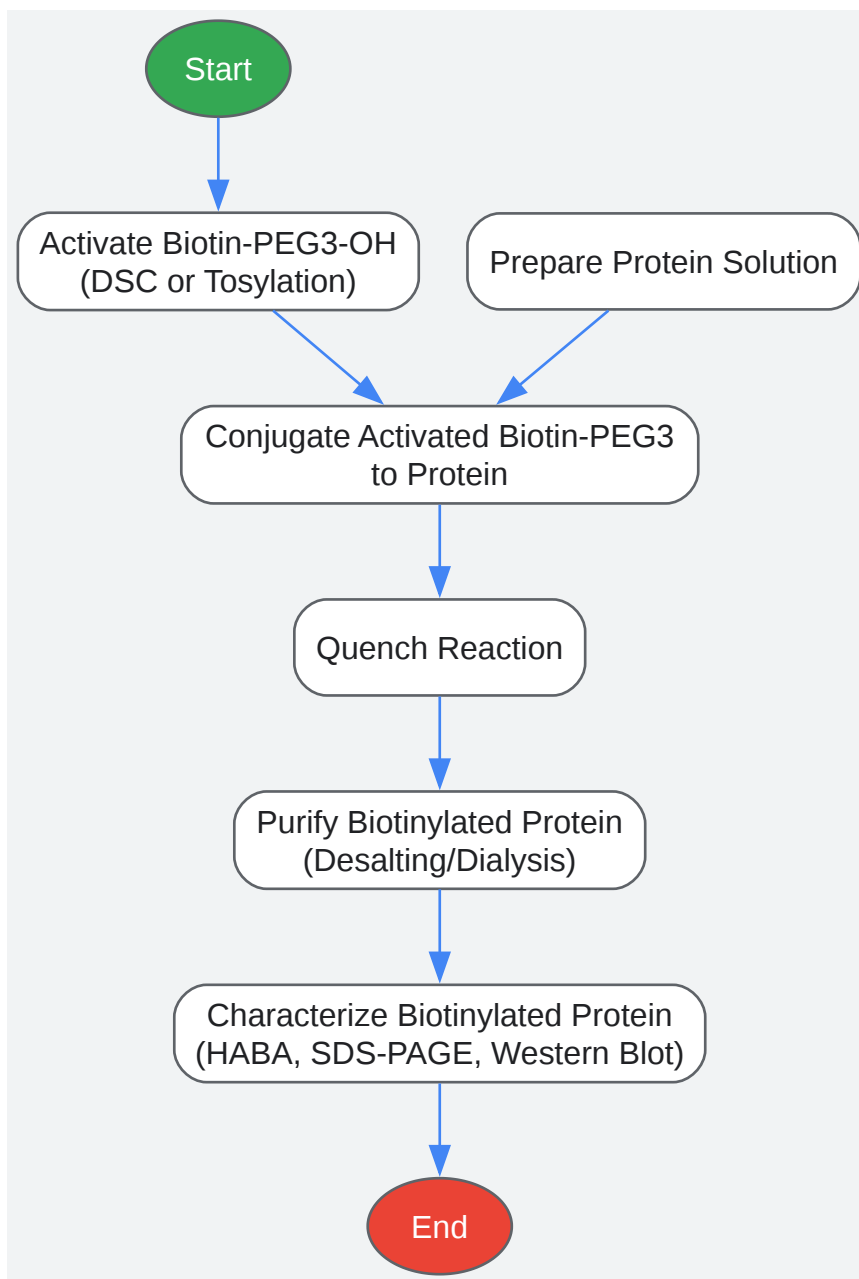 Start
Activate Biotin-PEG3-OH
(DSC or Tosylation)
Prepare Protein Solution
Conjugate Activated Biotin-PEG3
to Protein
Quench Reaction
Purify Biotinylated Protein
(Desalting/Dialysis)
Characterize Biotinylated Protein
(HABA, SDS-PAGE, Western Blot)
End